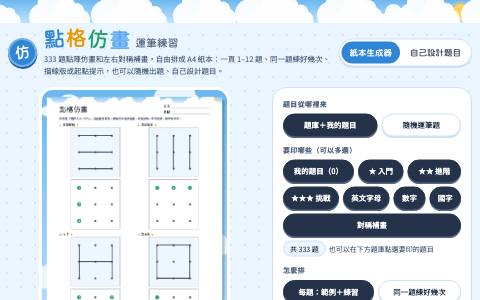 仿
點格仿畫 運筆練習
333 題點陣仿畫和左右對稱補畫，自由排成 A4 紙本：一頁 1–12 題、同一題練好幾次、
描線版或起點提示，也可以隨機出題、自己設計題目。
紙本生成器
自己設計題目
點格仿畫
題目從哪裡來
題庫＋我的題目
隨機運筆題
要印哪些（可以多選）
我的題目（0）
★ 入門
★★ 進階
★★★ 挑戰
英文字母
數字
國字
對稱補畫
共 333 題
也可以在下方題庫點選要印的題目
怎麼排
每題：範例＋練習
同一題練好幾次